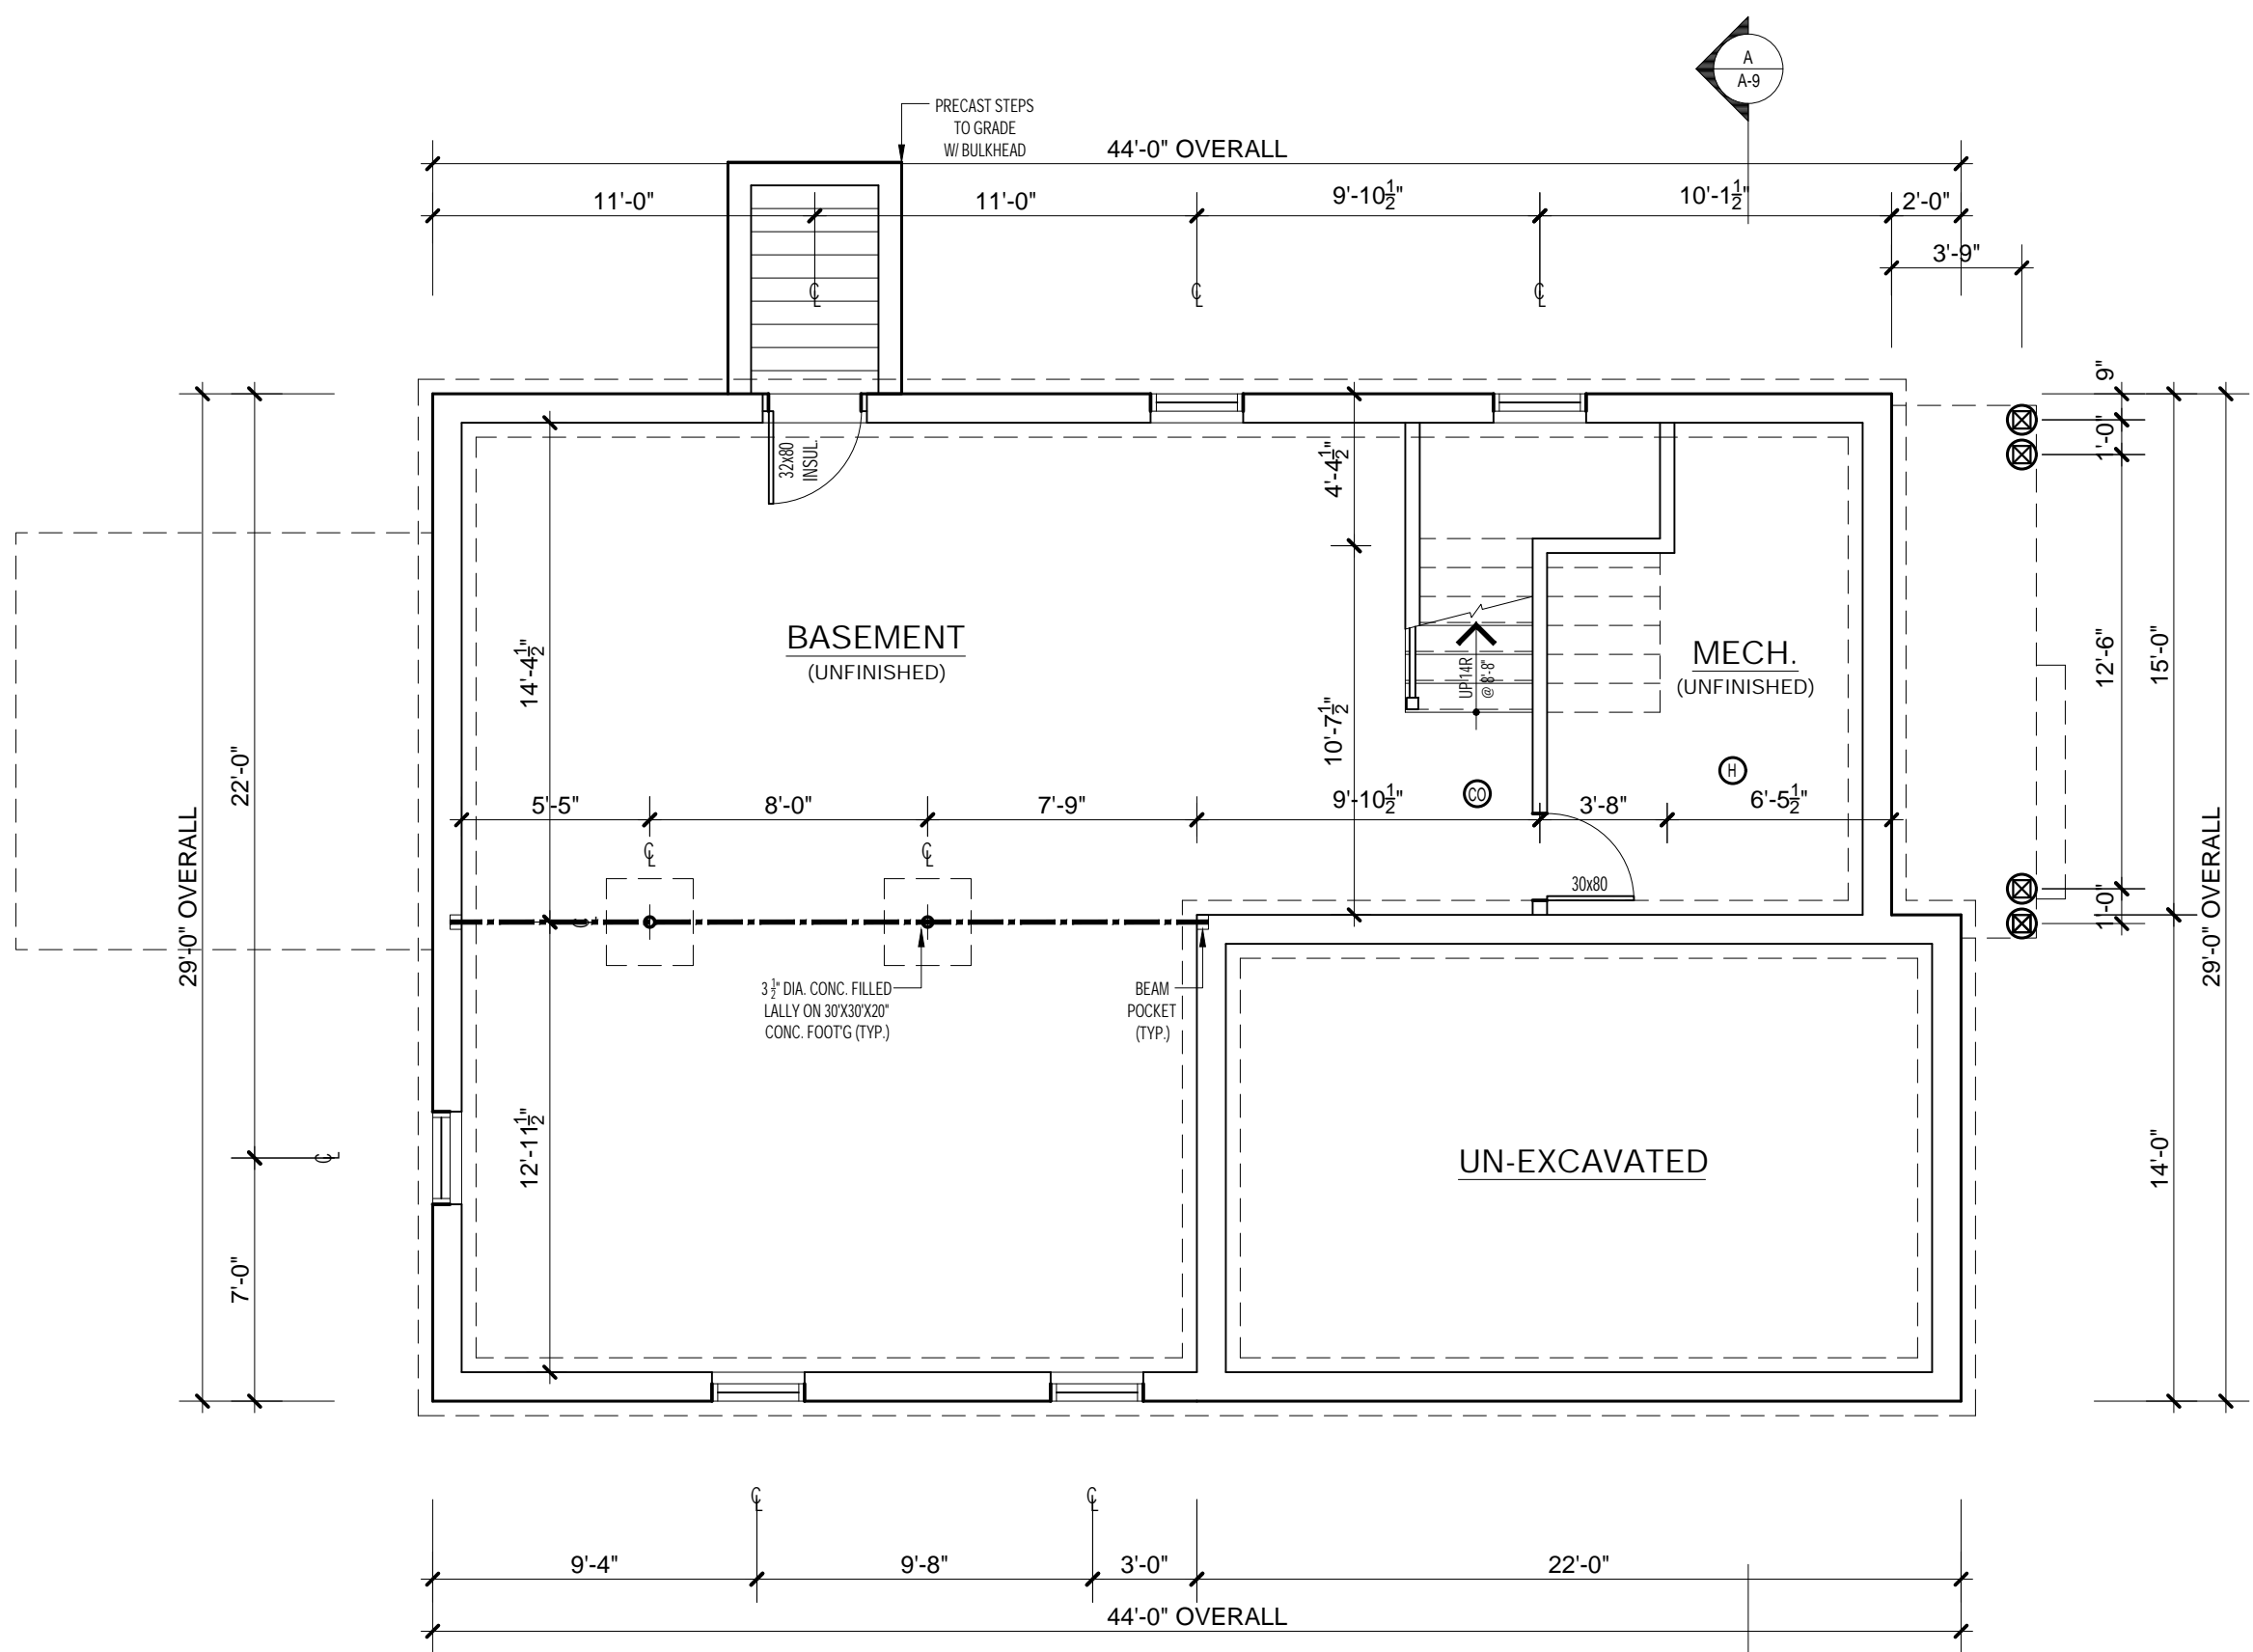 A
A-9
PRECAST STEPS
TO GRADE
W/ BULKHEAD
44'-0" OVERALL
11'-0"
11'-0"
9'-10½"
10'-1½"
2'-0"
3'-9"
℄
℄
℄
9"
1'-0"
32x80
INSUL.
4'-4½"
BASEMENT
(UNFINISHED)
14'-4½"
UP 14R
@ 8'-8"
MECH.
(UNFINISHED)
12'-6"
15'-0"
22'-0"
10'-7½"
H
CO
5'-5"
8'-0"
7'-9"
9'-10½"
3'-8"
6'-5½"
℄
℄
29'-0" OVERALL
29'-0" OVERALL
30x80
1'-0"
℄
3 ½" DIA. CONC. FILLED
LALLY ON 30'X30'X20"
CONC. FOOT'G (TYP.)
BEAM
POCKET
(TYP.)
12'-11½"
UN-EXCAVATED
14'-0"
℄
7'-0"
℄
℄
9'-4"
9'-8"
3'-0"
22'-0"
44'-0" OVERALL